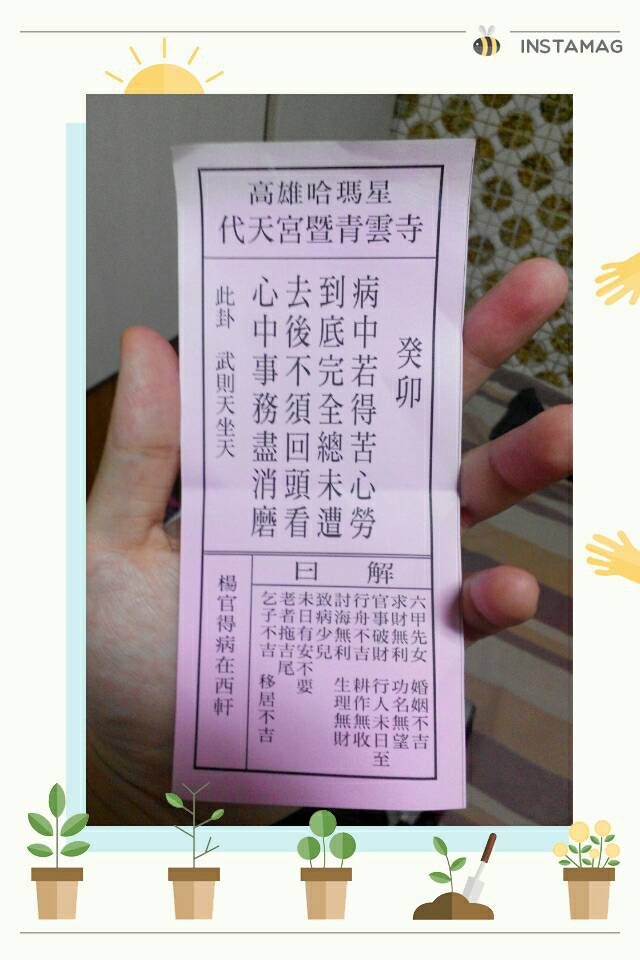 INSTAMAG
高雄哈瑪星
代天宮暨青雲寺
癸卯
病中若得苦心勞
到底完全總未遭
去後不須回頭看
心中事務盡消磨
此卦 武則天坐天
解曰
六甲先女 婚姻不吉
求財無利 功名無望
官事破財 行人未日至
行舟不吉 耕作無收
討海無利 生理無財
致病少兒
未日有安不要
老者拖吉尾
乞子不吉 移居不吉
楊官得病在西軒